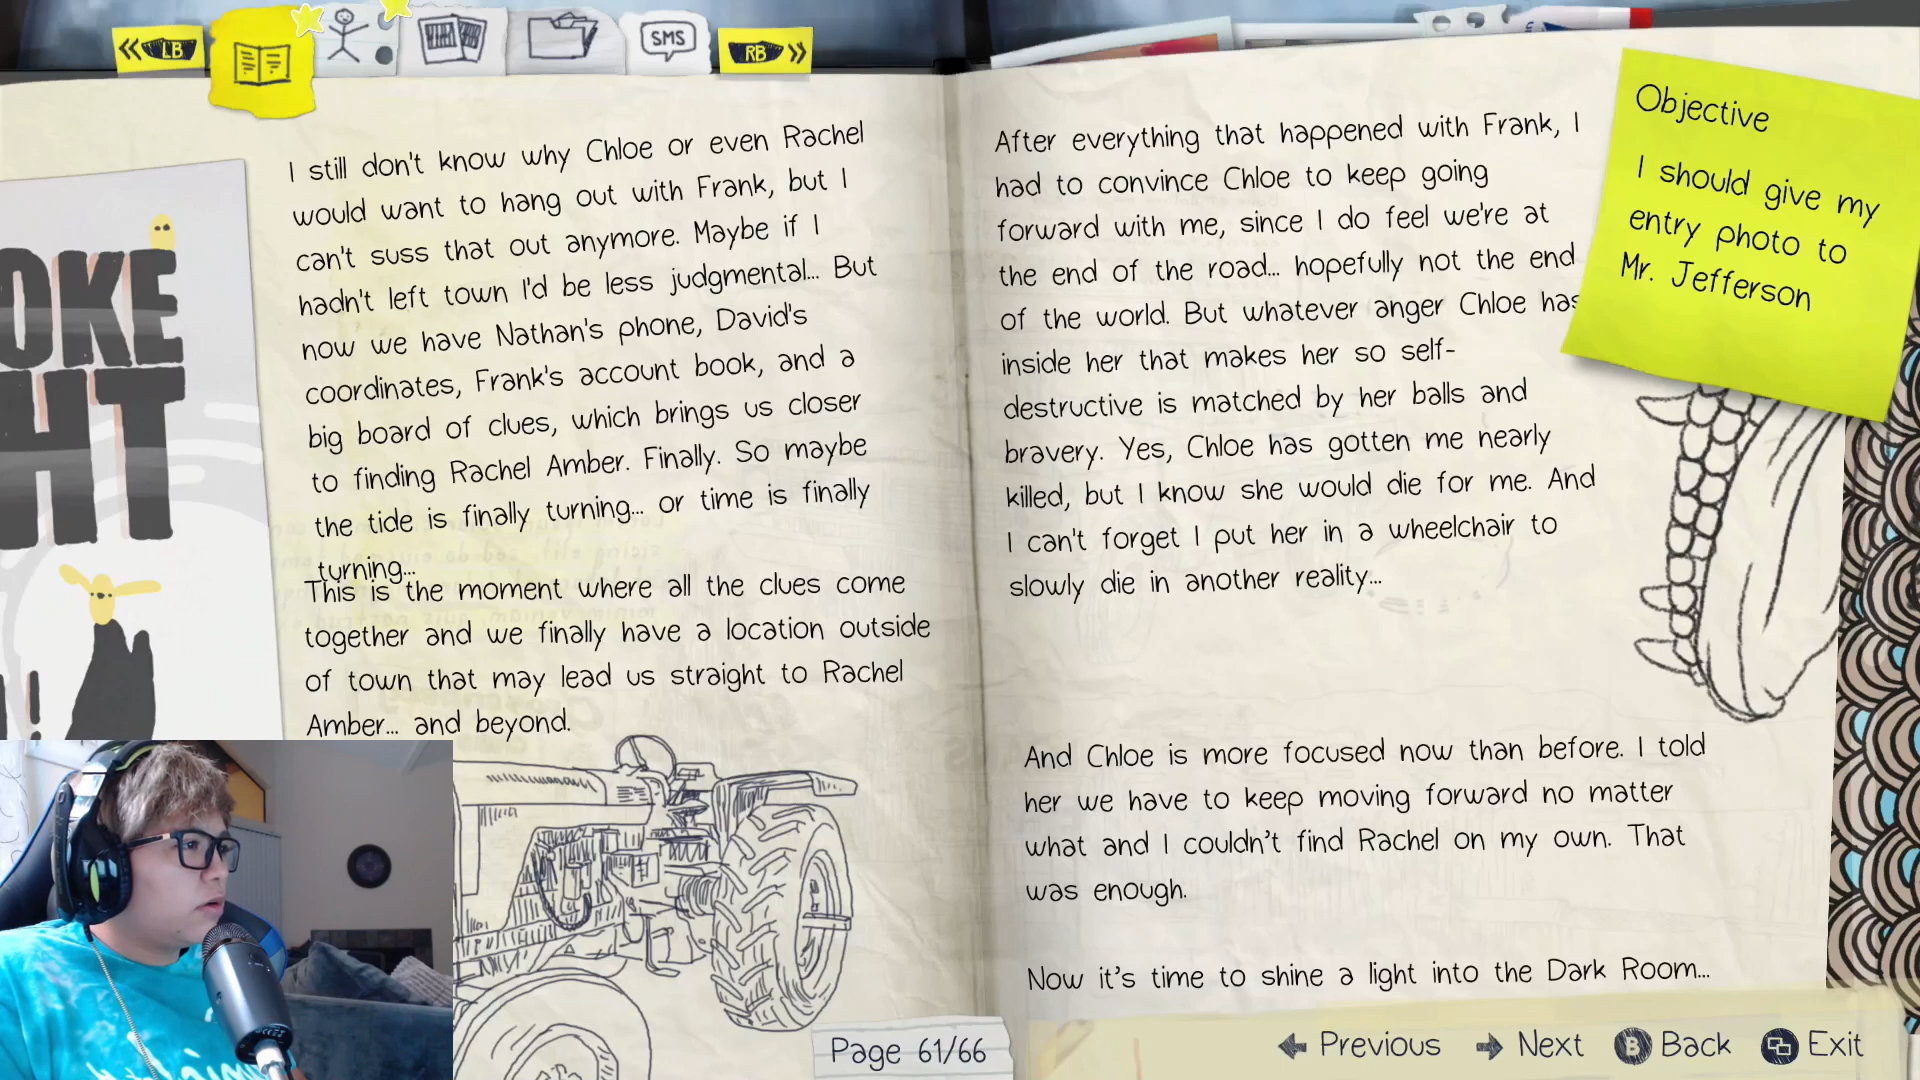 LB
SMS
RB
OKE
HT
!
I still don't know why Chloe or even Rachel
would want to hang out with Frank, but I
can't suss that out anymore. Maybe if I
hadn't left town I'd be less judgmental... But
now we have Nathan's phone, David's
coordinates, Frank's account book, and a
big board of clues, which brings us closer
to finding Rachel Amber. Finally. So maybe
the tide is finally turning... or time is finally
turning...
This is the moment where all the clues come
together and we finally have a location outside
of town that may lead us straight to Rachel
Amber... and beyond.
After everything that happened with Frank, I
had to convince Chloe to keep going
forward with me, since I do feel we're at
the end of the road... hopefully not the end
of the world. But whatever anger Chloe has
inside her that makes her so self-
destructive is matched by her balls and
bravery. Yes, Chloe has gotten me nearly
killed, but I know she would die for me. And
I can't forget I put her in a wheelchair to
slowly die in another reality...
And Chloe is more focused now than before. I told
her we have to keep moving forward no matter
what and I couldn't find Rachel on my own. That
was enough.
Now it's time to shine a light into the Dark Room...
Objective
I should give my
entry photo to
Mr. Jefferson
Page 61/66
Previous
Next
B Back
Exit